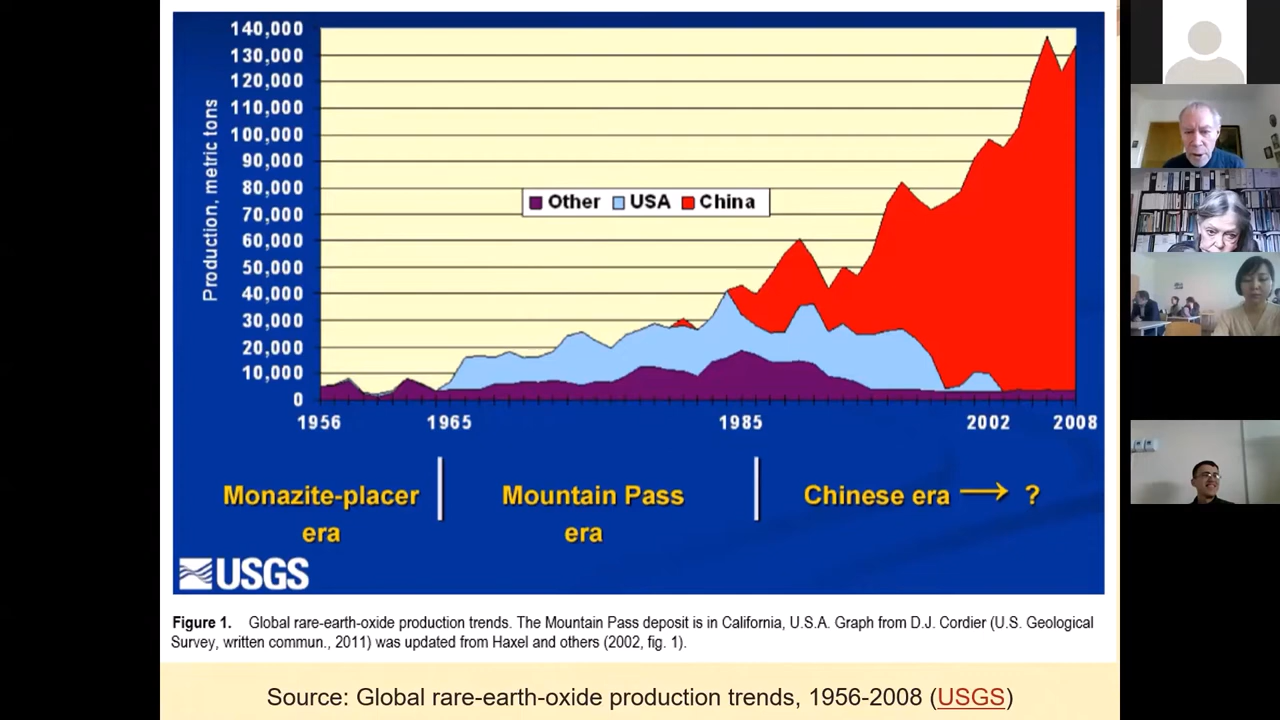 140,000
130,000
120,000
110,000
100,000
90,000
80,000
70,000
60,000
50,000
40,000
30,000
20,000
10,000
0
Production, metric tons
Other USA China
1956 1965 1985 2002 2008
Monazite-placer era
Mountain Pass era
Chinese era → ?
USGS
Figure 1. Global rare-earth-oxide production trends. The Mountain Pass deposit is in California, U.S.A. Graph from D.J. Cordier (U.S. Geological
Survey, written commun., 2011) was updated from Haxel and others (2002, fig. 1).
Source: Global rare-earth-oxide production trends, 1956-2008 (USGS)